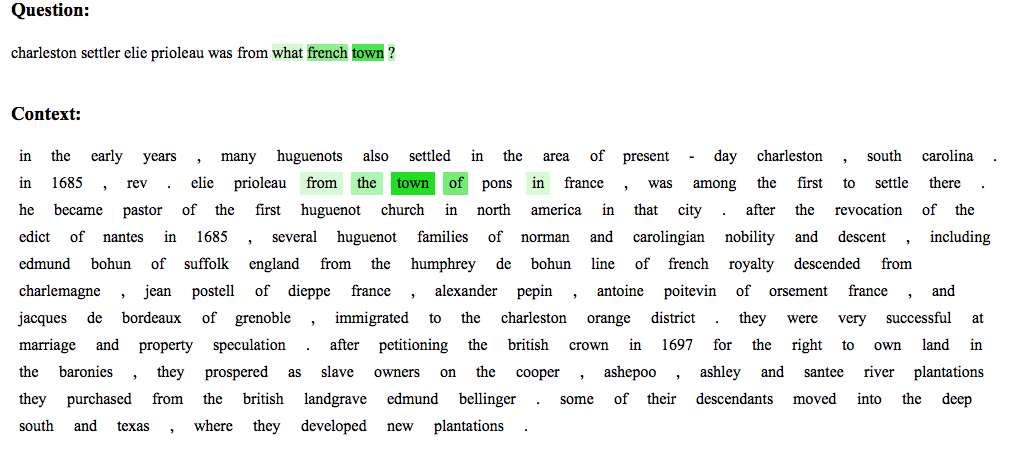 Question:
charleston settler elie prioleau was from what french town ?
Context:
in the early years , many huguenots also settled in the area of present - day charleston , south carolina .
in 1685 , rev . elie prioleau from the town of pons in france , was among the first to settle there .
he became pastor of the first huguenot church in north america in that city . after the revocation of the
edict of nantes in 1685 , several huguenot families of norman and carolingian nobility and descent , including
edmund bohun of suffolk england from the humphrey de bohun line of french royalty descended from
charlemagne , jean postell of dieppe france , alexander pepin , antoine poitevin of orsement france , and
jacques de bordeaux of grenoble , immigrated to the charleston orange district . they were very successful at
marriage and property speculation . after petitioning the british crown in 1697 for the right to own land in
the baronies , they prospered as slave owners on the cooper , ashepoo , ashley and santee river plantations
they purchased from the british landgrave edmund bellinger . some of their descendants moved into the deep
south and texas , where they developed new plantations .